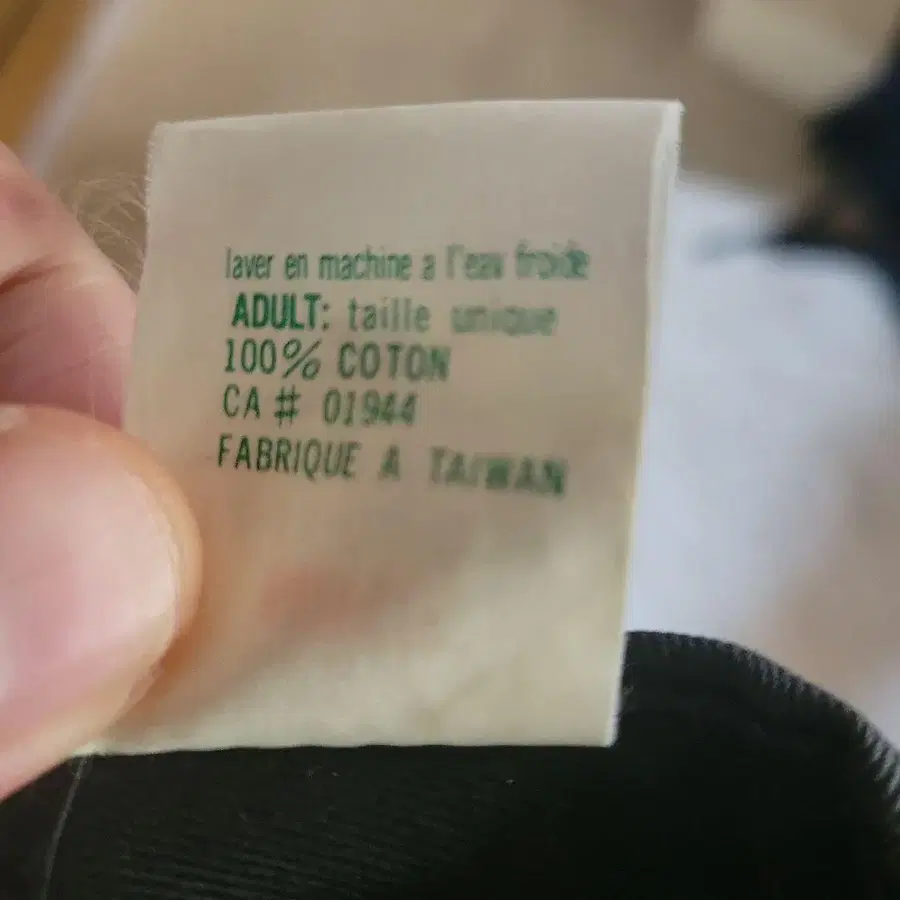 laver en machine a l'eau froide
ADULT: taille unique
100% COTON
CA # 01944
FABRIQUE A TAIWAN